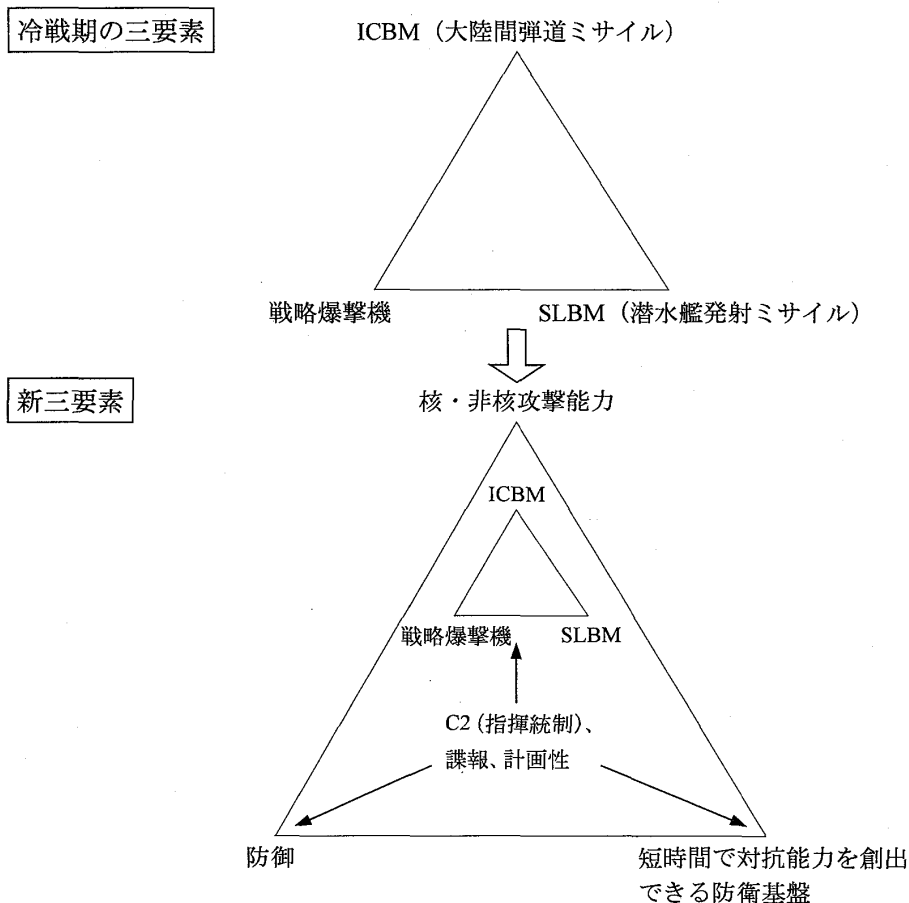 冷戦期の三要素
ICBM（大陸間弾道ミサイル）
戦略爆撃機
SLBM（潜水艦発射ミサイル）
新三要素
核・非核攻撃能力
ICBM
戦略爆撃機
SLBM
C2（指揮統制）、
諜報、計画性
防御
短時間で対抗能力を創出
できる防衛基盤